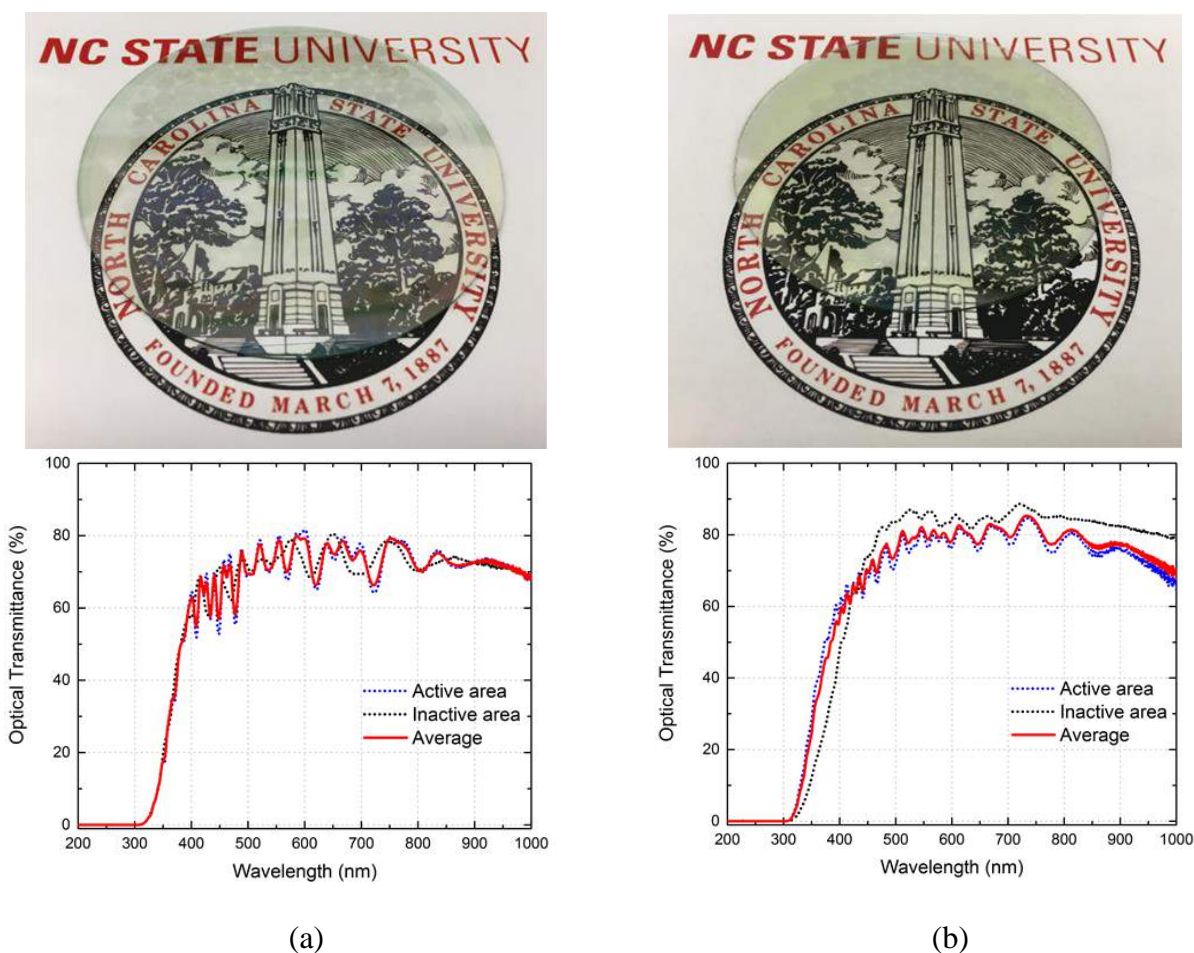 NC STATE UNIVERSITY
NORTH CAROLINA STATE UNIVERSITY
FOUNDED MARCH 7, 1887
NC STATE UNIVERSITY
NORTH CAROLINA STATE UNIVERSITY
FOUNDED MARCH 7, 1887
100
80
60
40
20
0
Optical Transmittance (%)
Active area
Inactive area
Average
200 300 400 500 600 700 800 900 1000
Wavelength (nm)
100
80
60
40
20
0
Optical Transmittance (%)
Active area
Inactive area
Average
200 300 400 500 600 700 800 900 1000
Wavelength (nm)
(a)
(b)